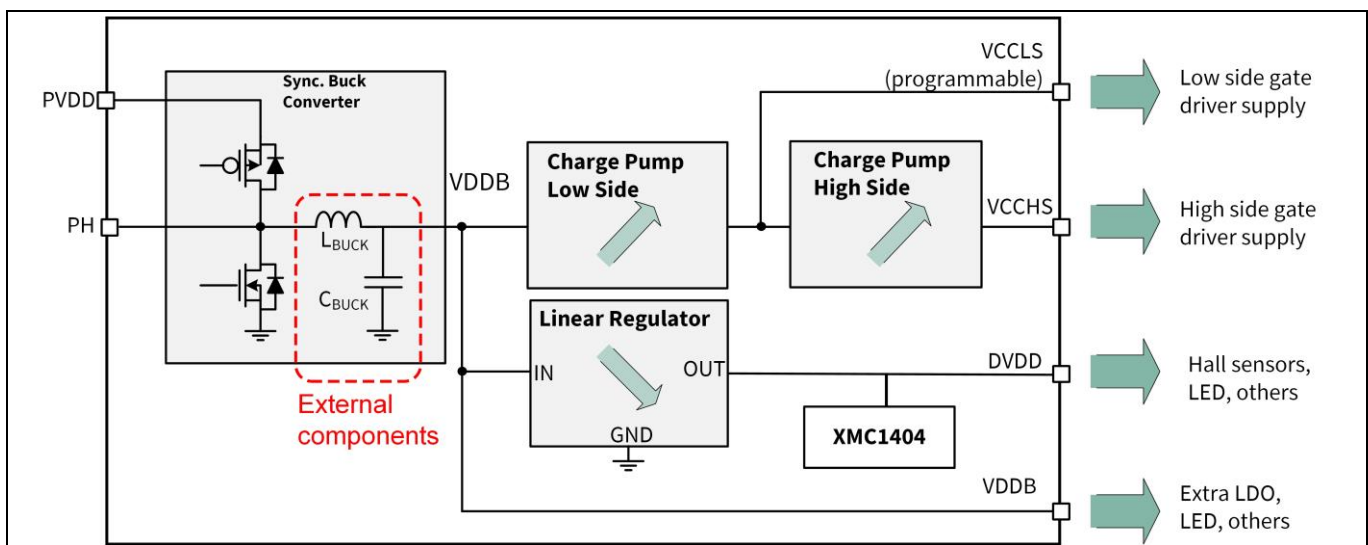 Sync. Buck
Converter
PVDD
PH
VDDB
L_BUCK
C_BUCK
External
components
Charge Pump
Low Side
Charge Pump
High Side
Linear Regulator
IN
OUT
GND
XMC1404
VCCLS
(programmable)
VCCHS
DVDD
VDDB
Low side gate
driver supply
High side gate
driver supply
Hall sensors,
LED, others
Extra LDO,
LED, others